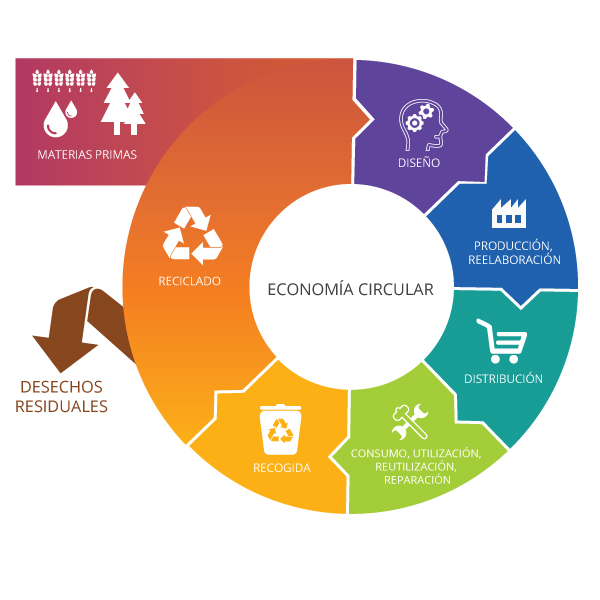 MATERIAS PRIMAS
DISEÑO
PRODUCCIÓN,
REELABORACIÓN
RECICLADO
ECONOMÍA CIRCULAR
DISTRIBUCIÓN
DESECHOS
RESIDUALES
CONSUMO, UTILIZACIÓN,
REUTILIZACIÓN,
REPARACIÓN
RECOGIDA